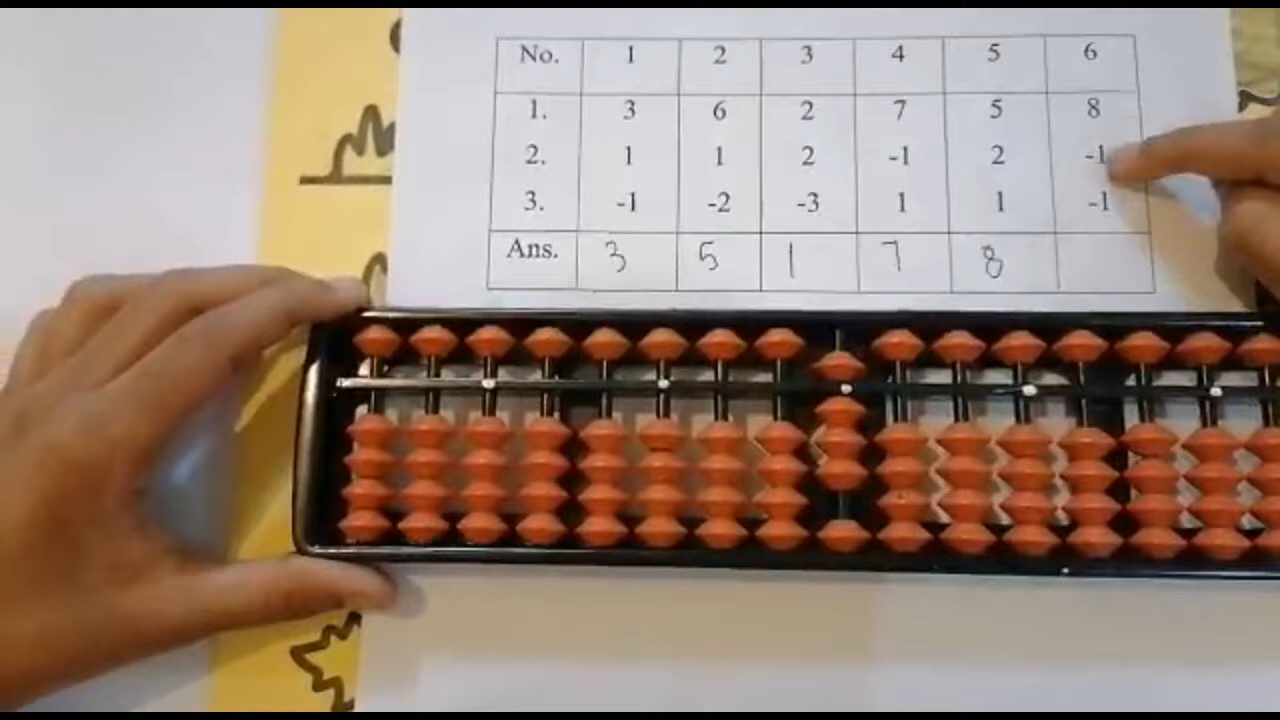 No. 1 2 3 4 5 6
1. 3 6 2 7 5 8
2. 1 1 2 -1 2 -1
3. -1 -2 -3 1 1 -1
Ans. 3 5 1 7 8